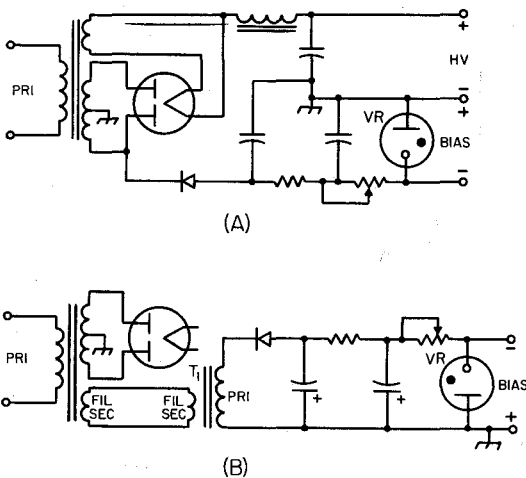 +
HV
PRI
−
+
VR
BIAS
−
(A)
PRI
T1
PRI
VR
−
BIAS
FIL
SEC
FIL
SEC
+
+
+
(B)